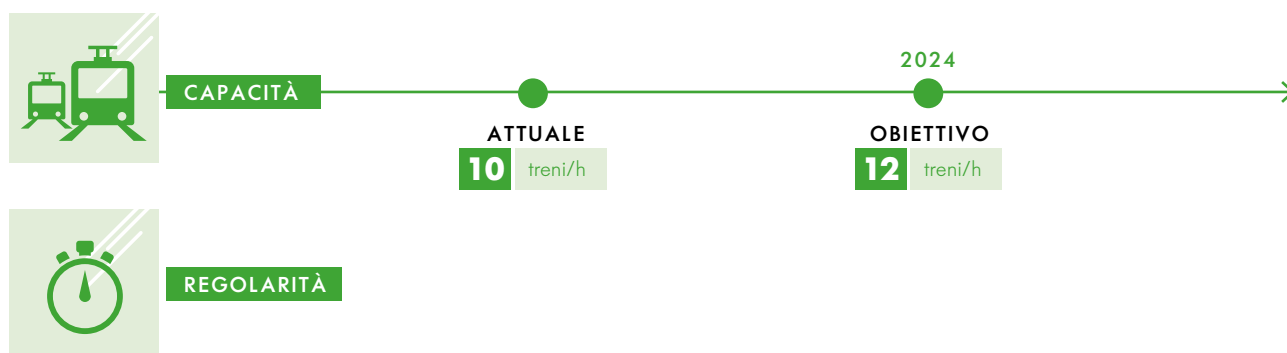 2024
CAPACITÀ
ATTUALE
OBIETTIVO
10 treni/h
12 treni/h
REGOLARITÀ